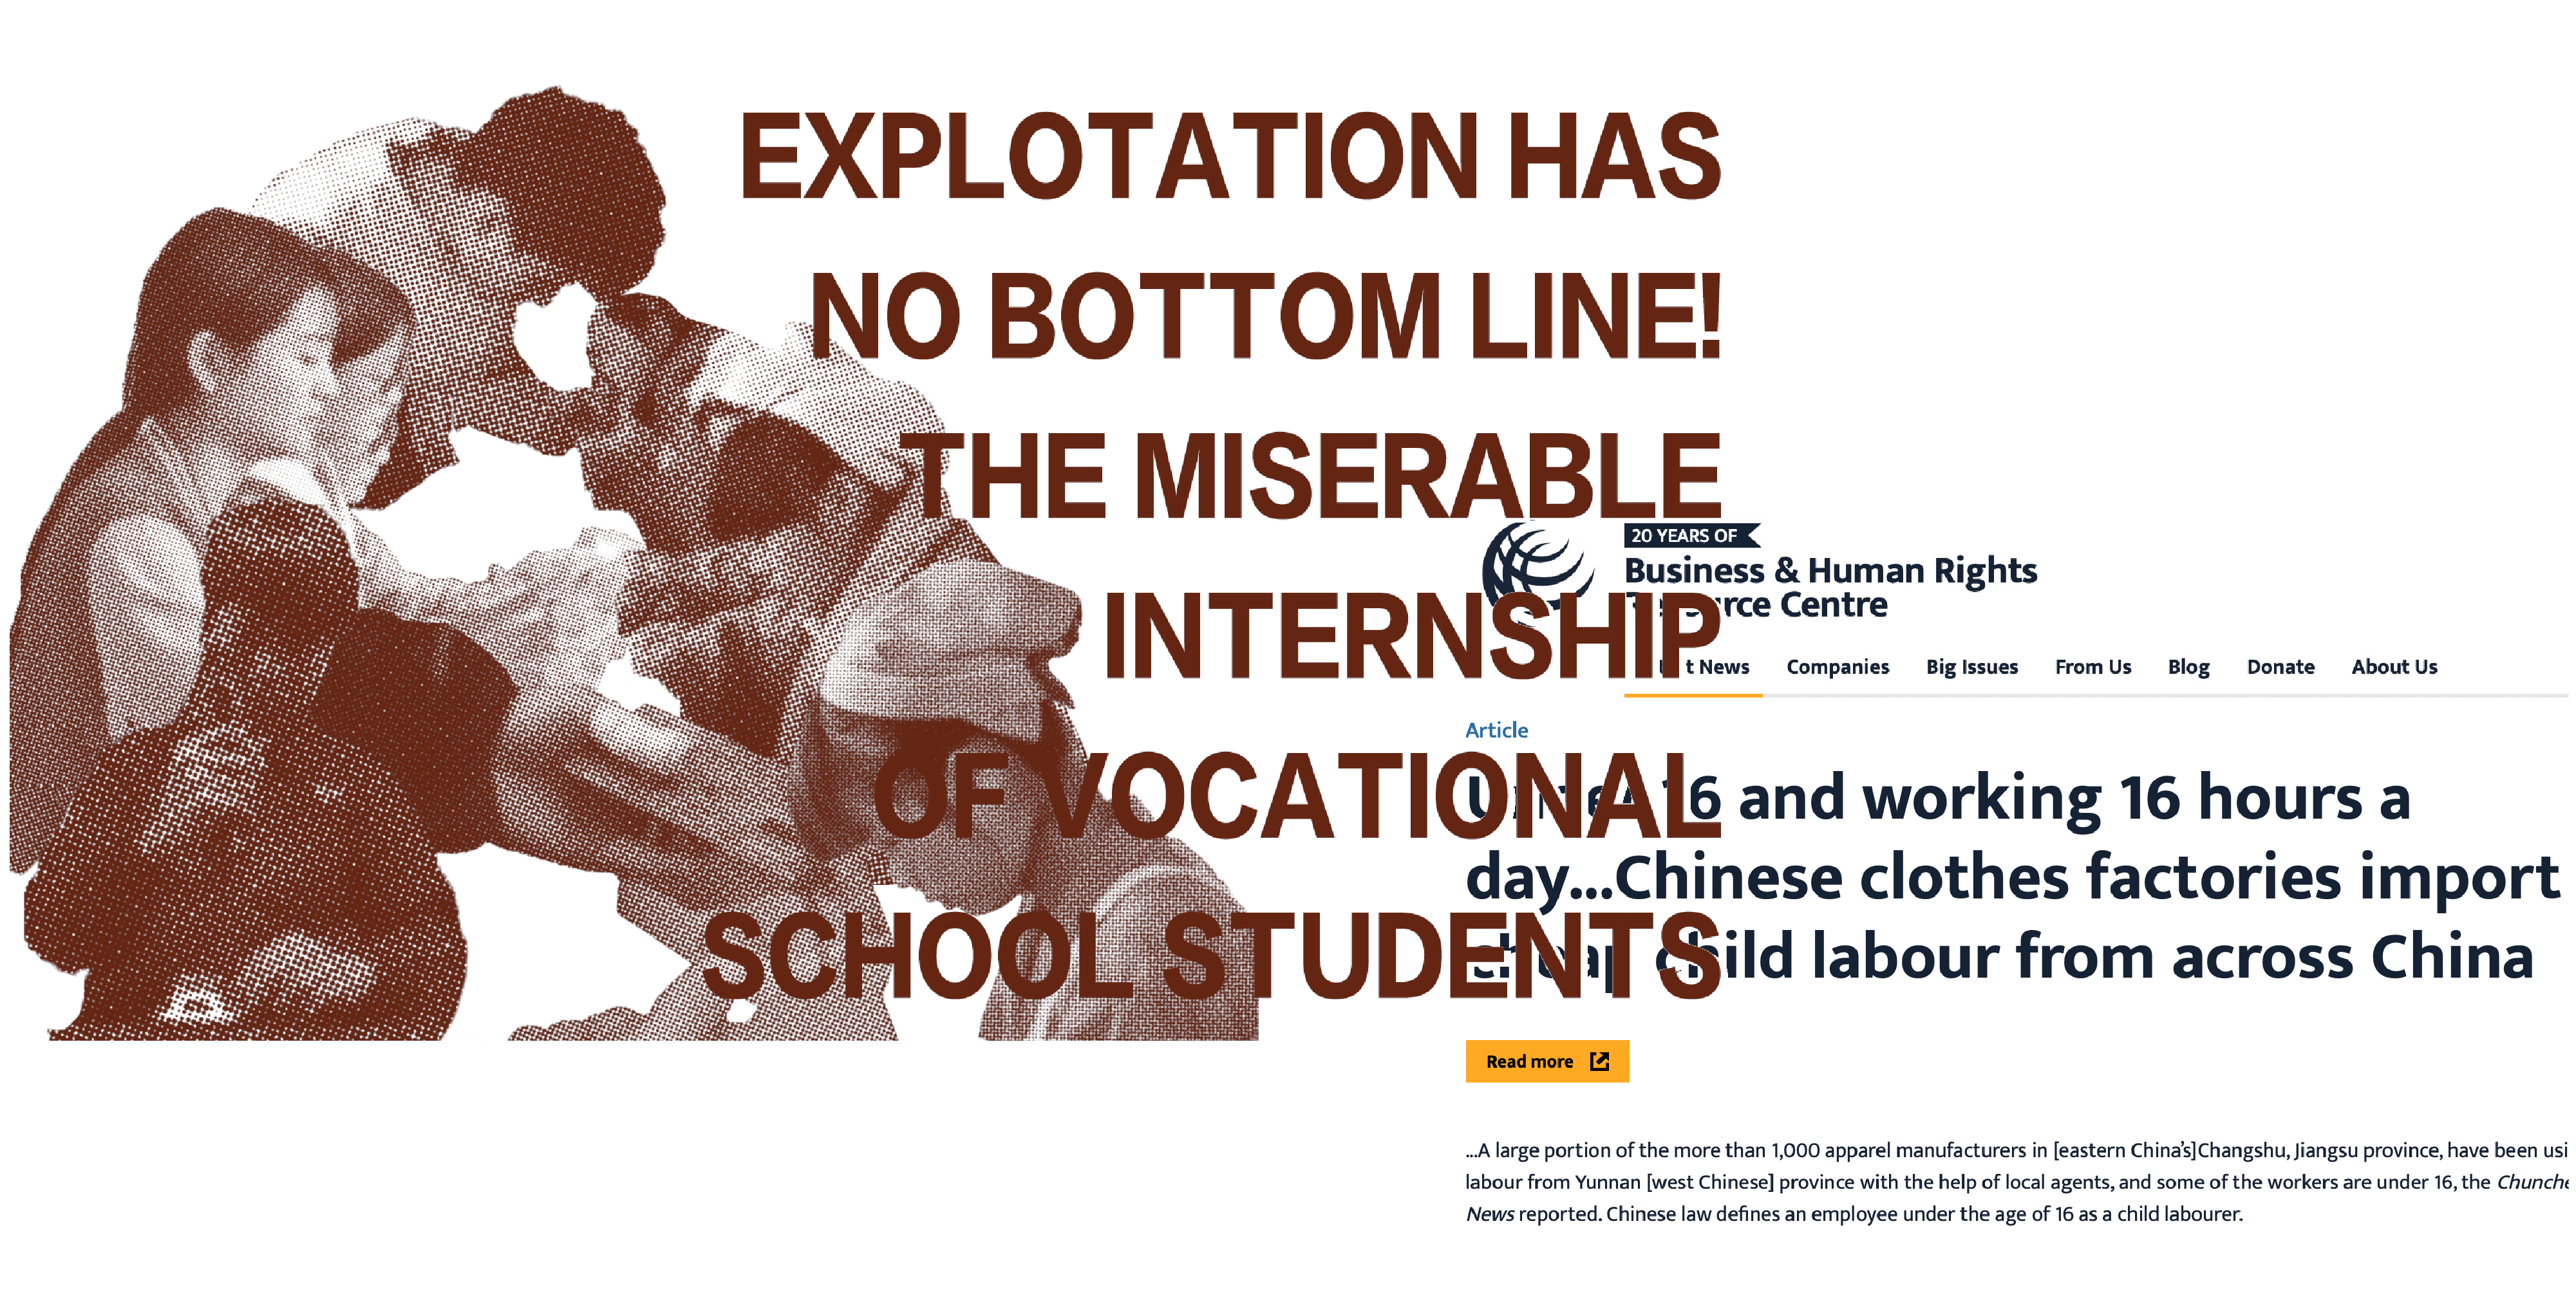 EXPLOTATION HAS
NO BOTTOM LINE!
THE MISERABLE
INTERNSHIP
OF VOCATIONAL
SCHOOL STUDENTS
20 YEARS OF
Business & Human Rights
Centre
News Companies Big Issues From Us Blog Donate About Us
Article
16 and working 16 hours a
day...Chinese clothes factories import
cheap child labour from across China
Read more
...A large portion of the more than 1,000 apparel manufacturers in [eastern China's]Changshu, Jiangsu province, have been
labour from Yunnan [west Chinese] province with the help of local agents, and some of the workers are under 16, the
News reported. Chinese law defines an employee under the age of 16 as a child labourer.